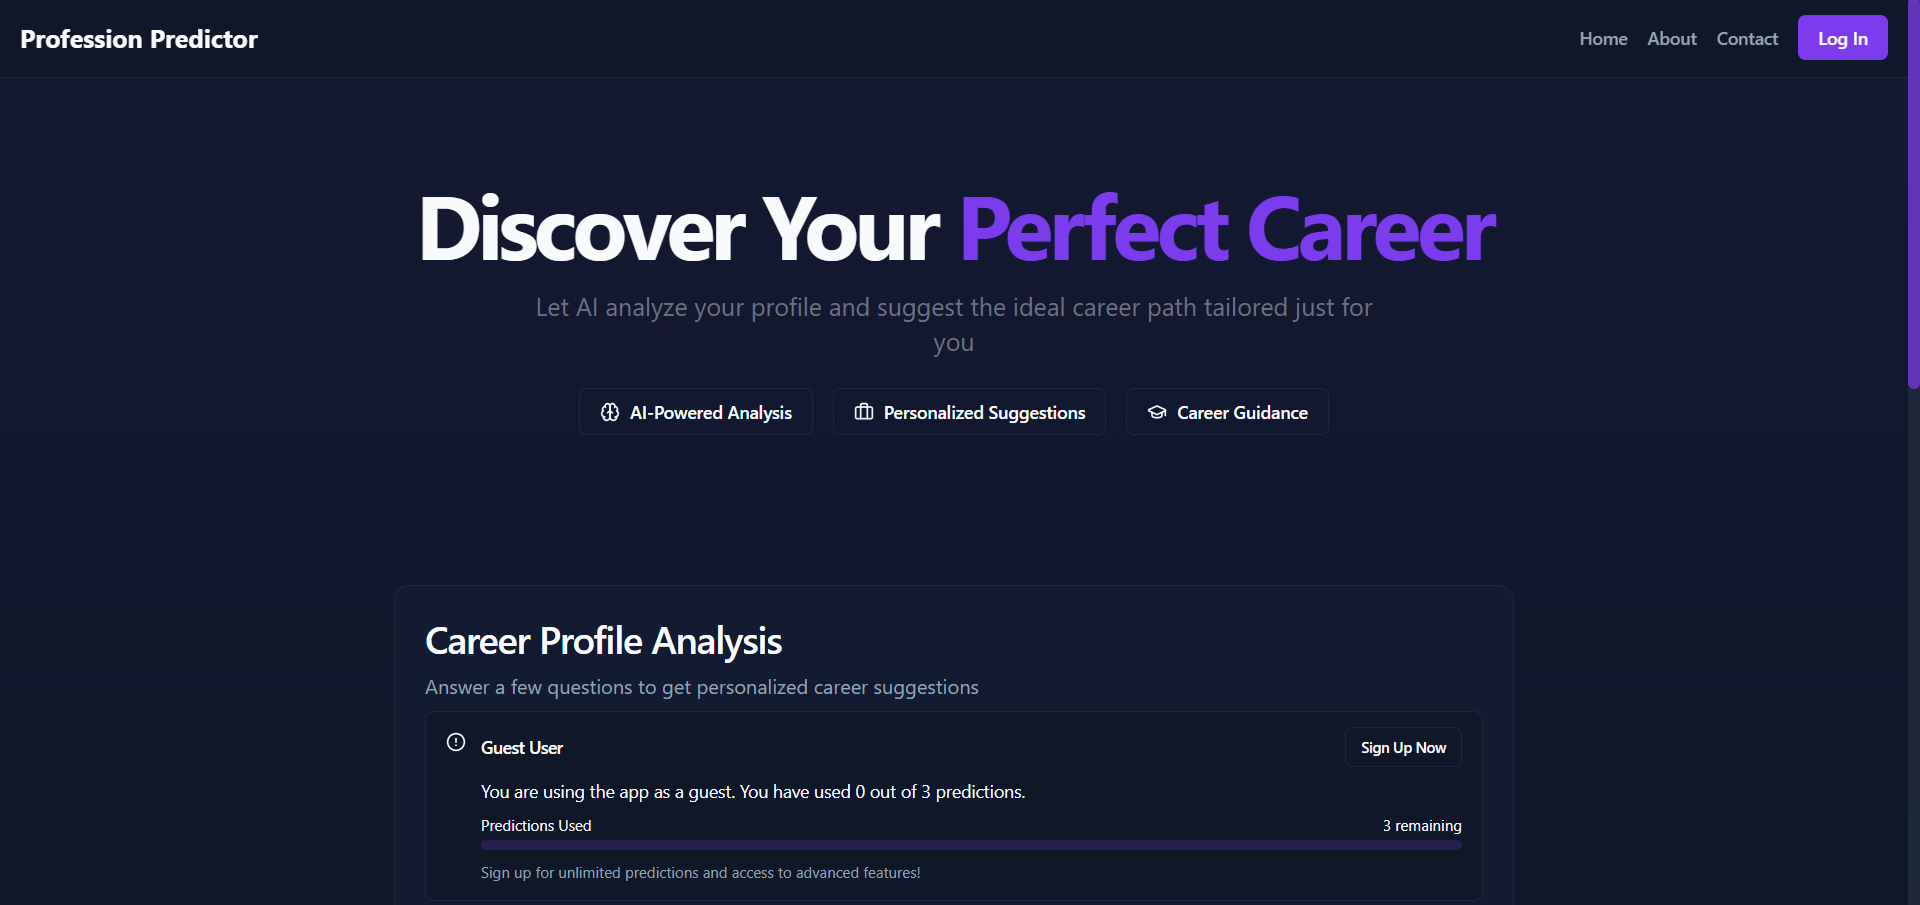 Profession Predictor
Home About Contact Log In
Discover Your Perfect Career
Let AI analyze your profile and suggest the ideal career path tailored just for
you
AI-Powered Analysis Personalized Suggestions Career Guidance
Career Profile Analysis
Answer a few questions to get personalized career suggestions
Guest User
Sign Up Now
You are using the app as a guest. You have used 0 out of 3 predictions.
Predictions Used 3 remaining
Sign up for unlimited predictions and access to advanced features!